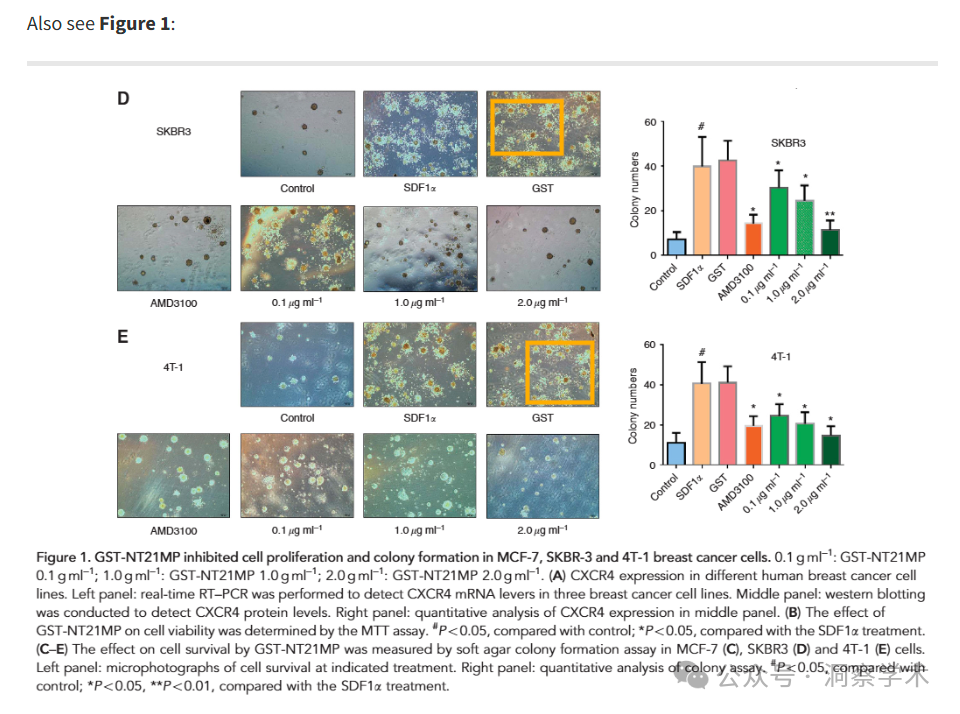 Also see Figure 1:
D
SKBR3
Control
SDF1α
GST
AMD3100
0.1 μg ml⁻¹
1.0 μg ml⁻¹
2.0 μg ml⁻¹
Colony numbers
60
40
20
0
SKBR3
#
*
*
*
**
Control
SDF1α
GST
AMD3100
0.1 μg ml⁻¹
1.0 μg ml⁻¹
2.0 μg ml⁻¹
E
4T-1
Control
SDF1α
GST
AMD3100
0.1 μg ml⁻¹
1.0 μg ml⁻¹
2.0 μg ml⁻¹
Colony numbers
60
40
20
0
4T-1
#
*
*
*
*
Control
SDF1α
GST
AMD3100
0.1 μg ml⁻¹
1.0 μg ml⁻¹
2.0 μg ml⁻¹
Figure 1. GST-NT21MP inhibited cell proliferation and colony formation in MCF-7, SKBR-3 and 4T-1 breast cancer cells. 0.1 g ml⁻¹: GST-NT21MP
0.1 g ml⁻¹; 1.0 g ml⁻¹: GST-NT21MP 1.0 g ml⁻¹; 2.0 g ml⁻¹: GST-NT21MP 2.0 g ml⁻¹. (A) CXCR4 expression in different human breast cancer cell
lines. Left panel: real-time RT–PCR was performed to detect CXCR4 mRNA levers in three breast cancer cell lines. Middle panel: western blotting
was conducted to detect CXCR4 protein levels. Right panel: quantitative analysis of CXCR4 expression in middle panel. (B) The effect of
GST-NT21MP on cell viability was determined by the MTT assay. #P<0.05, compared with control; *P<0.05, compared with the SDF1α treatment.
(C–E) The effect on cell survival by GST-NT21MP was measured by soft agar colony formation assay in MCF-7 (C), SKBR3 (D) and 4T-1 (E) cells.
Left panel: microphotographs of cell survival at indicated treatment. Right panel: quantitative analysis of colony assay. #P<0.05, compared with
control; *P<0.05, **P<0.01, compared with the SDF1α treatment.
公众号 · 洞察学术